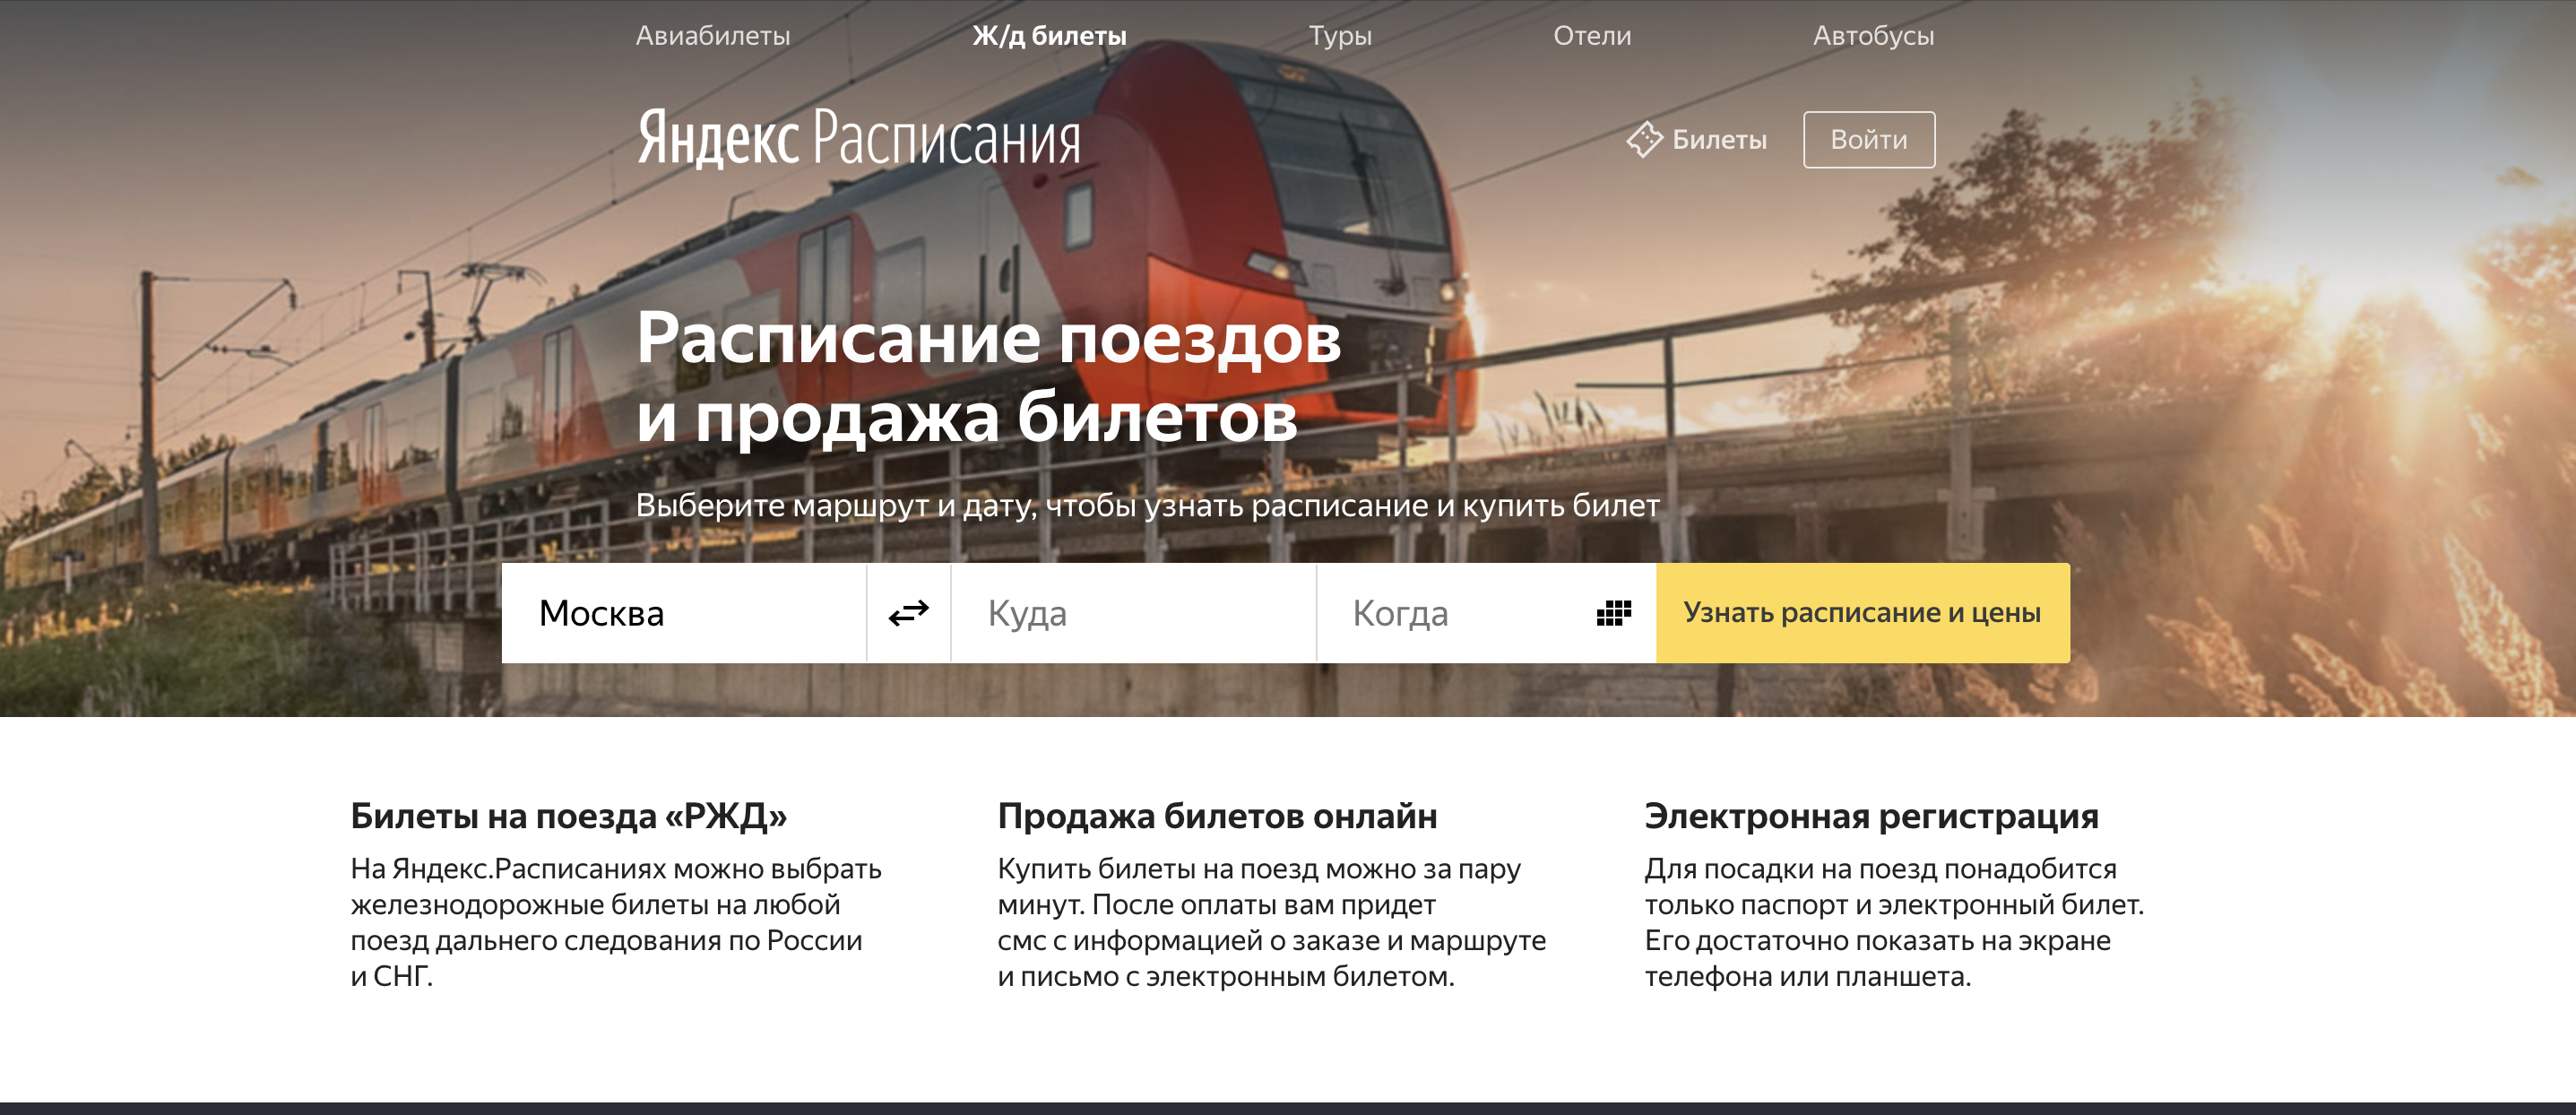 Авиабилеты Ж/д билеты Туры Отели Автобусы
Яндекс Расписания Билеты Войти
Расписание поездов
и продажа билетов
Выберите маршрут и дату, чтобы узнать расписание и купить билет
Москва Куда Когда Узнать расписание и цены
Билеты на поезда «РЖД»
На Яндекс.Расписаниях можно выбрать
железнодорожные билеты на любой
поезд дальнего следования по России
и СНГ.
Продажа билетов онлайн
Купить билеты на поезд можно за пару
минут. После оплаты вам придет
смс с информацией о заказе и маршруте
и письмо с электронным билетом.
Электронная регистрация
Для посадки на поезд понадобится
только паспорт и электронный билет.
Его достаточно показать на экране
телефона или планшета.